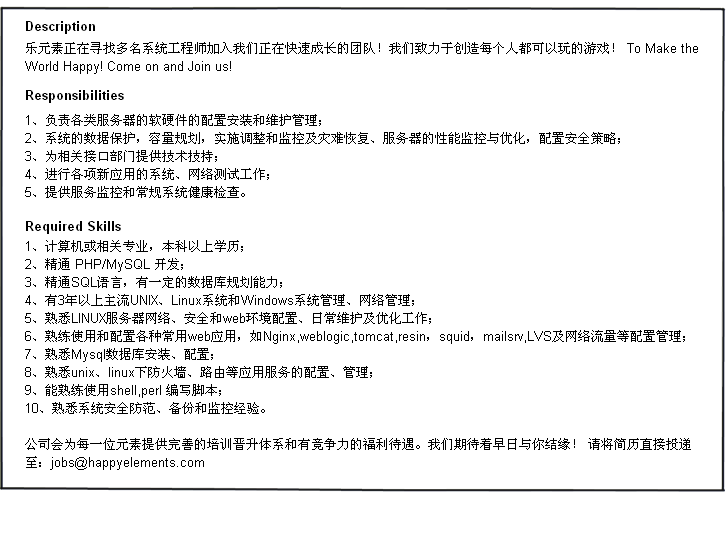 Description
乐元素正在寻找多名系统工程师加入我们正在快速成长的团队！我们致力于创造每个人都可以玩的游戏！ To Make the
World Happy! Come on and Join us!
Responsibilities
1、负责各类服务器的软硬件的配置安装和维护管理；
2、系统的数据保护，容量规划，实施调整和监控及灾难恢复、服务器的性能监控与优化，配置安全策略；
3、为相关接口部门提供技术技持；
4、进行各项新应用的系统、网络测试工作；
5、提供服务监控和常规系统健康检查。
Required Skills
1、计算机或相关专业，本科以上学历；
2、精通 PHP/MySQL 开发；
3、精通SQL语言，有一定的数据库规划能力；
4、有3年以上主流UNIX、Linux系统和Windows系统管理、网络管理；
5、熟悉LINUX服务器网络、安全和web环境配置、日常维护及优化工作；
6、熟练使用和配置各种常用web应用，如Nginx,weblogic,tomcat,resin，squid，mailsrv,LVS及网络流量等配置管理；
7、熟悉Mysql数据库安装、配置；
8、熟悉unix、linux下防火墙、路由等应用服务的配置、管理；
9、能熟练使用shell,perl 编写脚本；
10、熟悉系统安全防范、备份和监控经验。
公司会为每一位元素提供完善的培训晋升体系和有竞争力的福利待遇。我们期待着早日与你结缘！ 请将简历直接投递
至：jobs@happyelements.com